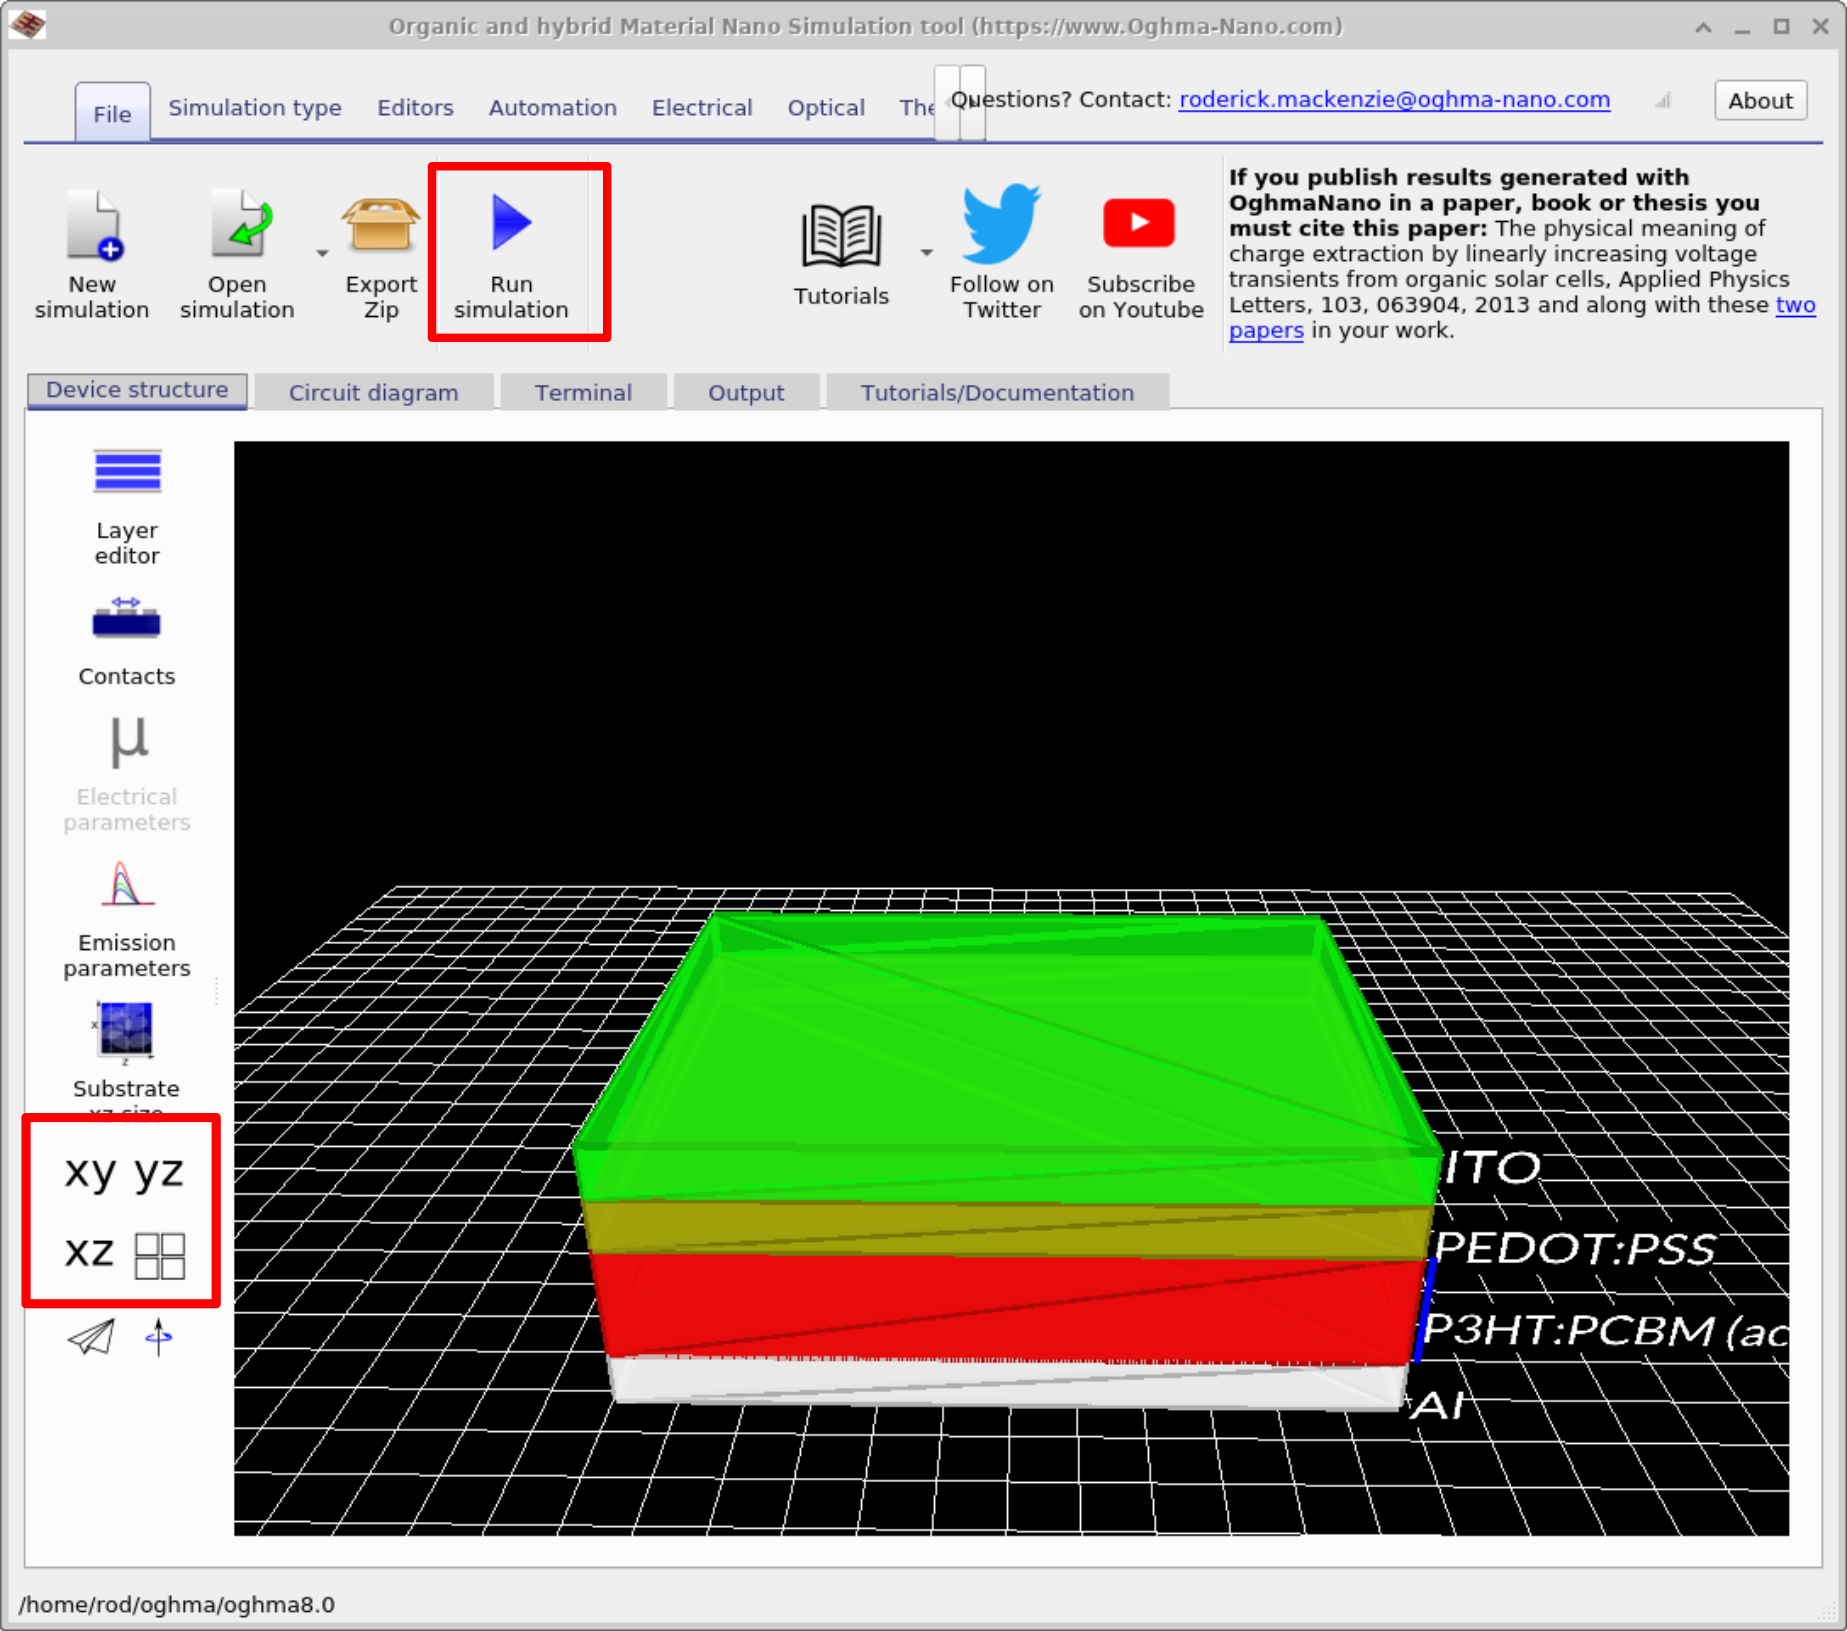 Organic and hybrid Material Nano Simulation tool (https://www.Oghma-Nano.com)
File Simulation type Editors Automation Electrical Optical The
Questions? Contact: roderick.mackenzie@oghma-nano.com
About
New
simulation
Open
simulation
Export
Zip
Run
simulation
Tutorials
Follow on
Twitter
Subscribe
on Youtube
If you publish results generated with
OghmaNano in a paper, book or thesis you
must cite this paper: The physical meaning of
charge extraction by linearly increasing voltage
transients from organic solar cells, Applied Physics
Letters, 103, 063904, 2013 and along with these two
papers in your work.
Device structure Circuit diagram Terminal Output Tutorials/Documentation
Layer
editor
Contacts
μ
Electrical
parameters
Emission
parameters
x
z
Substrate
xz size
xy yz
xz
ITO
PEDOT:PSS
P3HT:PCBM (ac
Al
/home/rod/oghma/oghma8.0